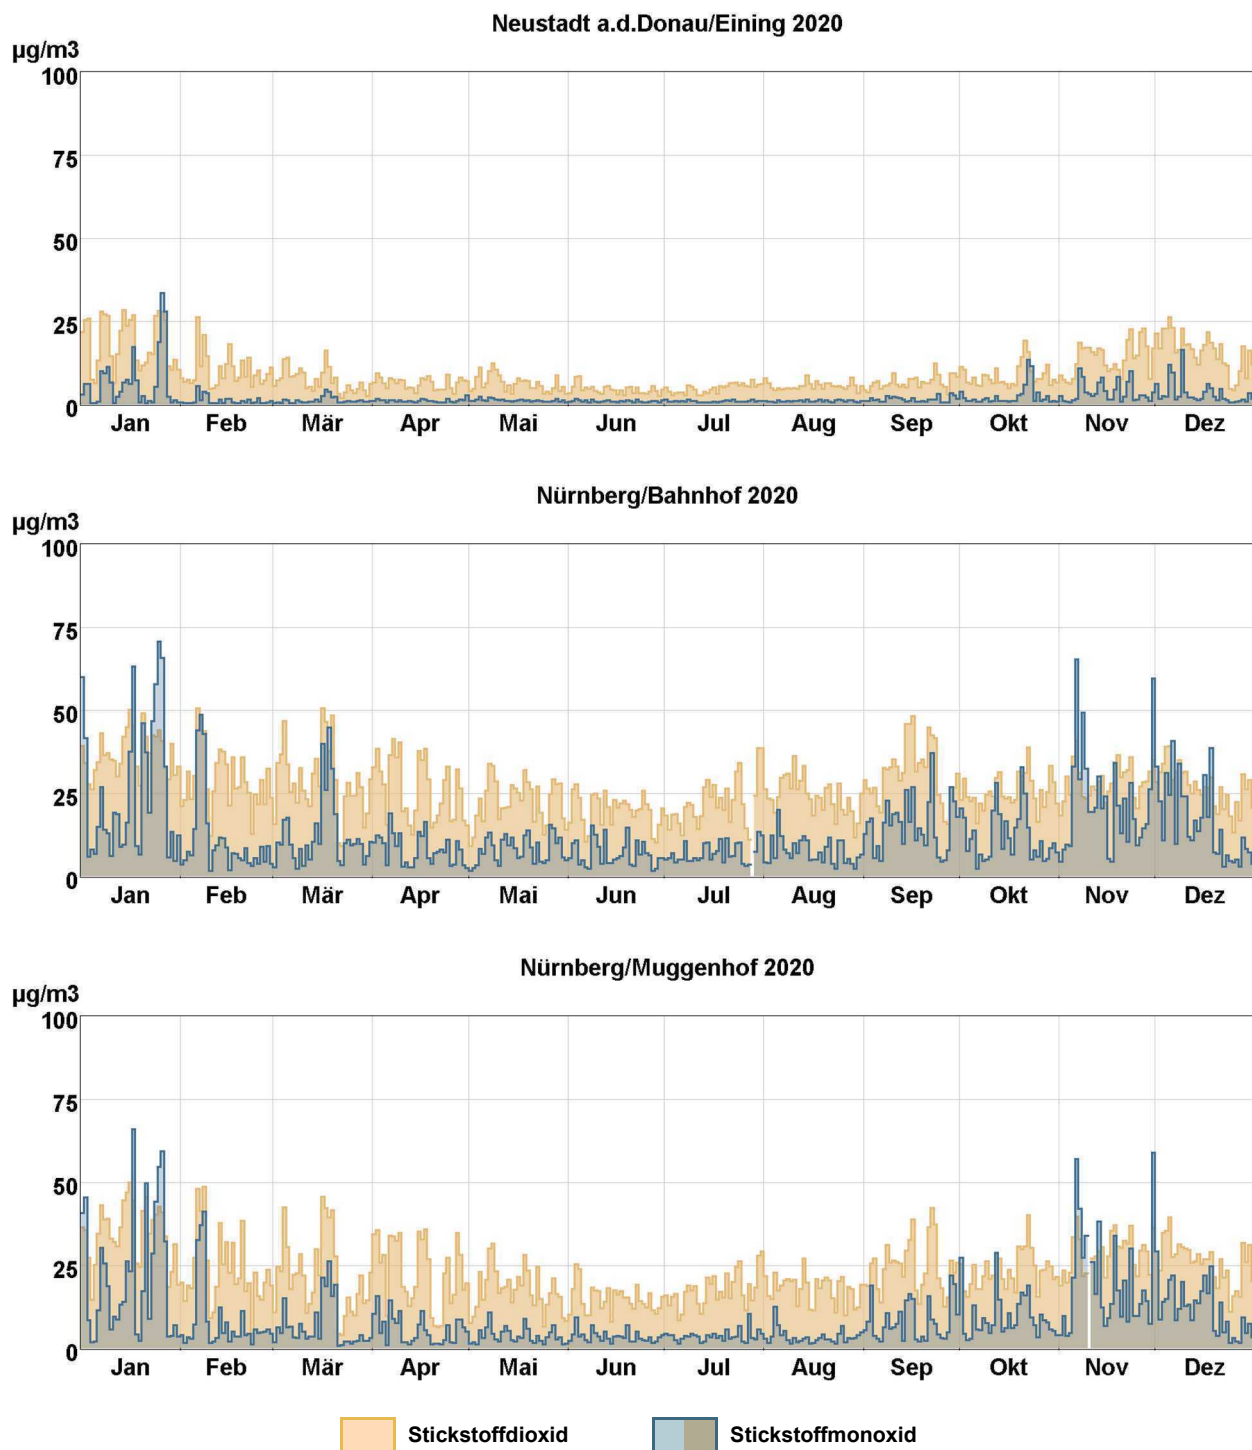 Neustadt a.d.Donau/Eining 2020
µg/m3
100
75
50
25
0
Jan Feb Mär Apr Mai Jun Jul Aug Sep Okt Nov Dez
Nürnberg/Bahnhof 2020
µg/m3
100
75
50
25
0
Jan Feb Mär Apr Mai Jun Jul Aug Sep Okt Nov Dez
Nürnberg/Muggenhof 2020
µg/m3
100
75
50
25
0
Jan Feb Mär Apr Mai Jun Jul Aug Sep Okt Nov Dez
Stickstoffdioxid Stickstoffmonoxid